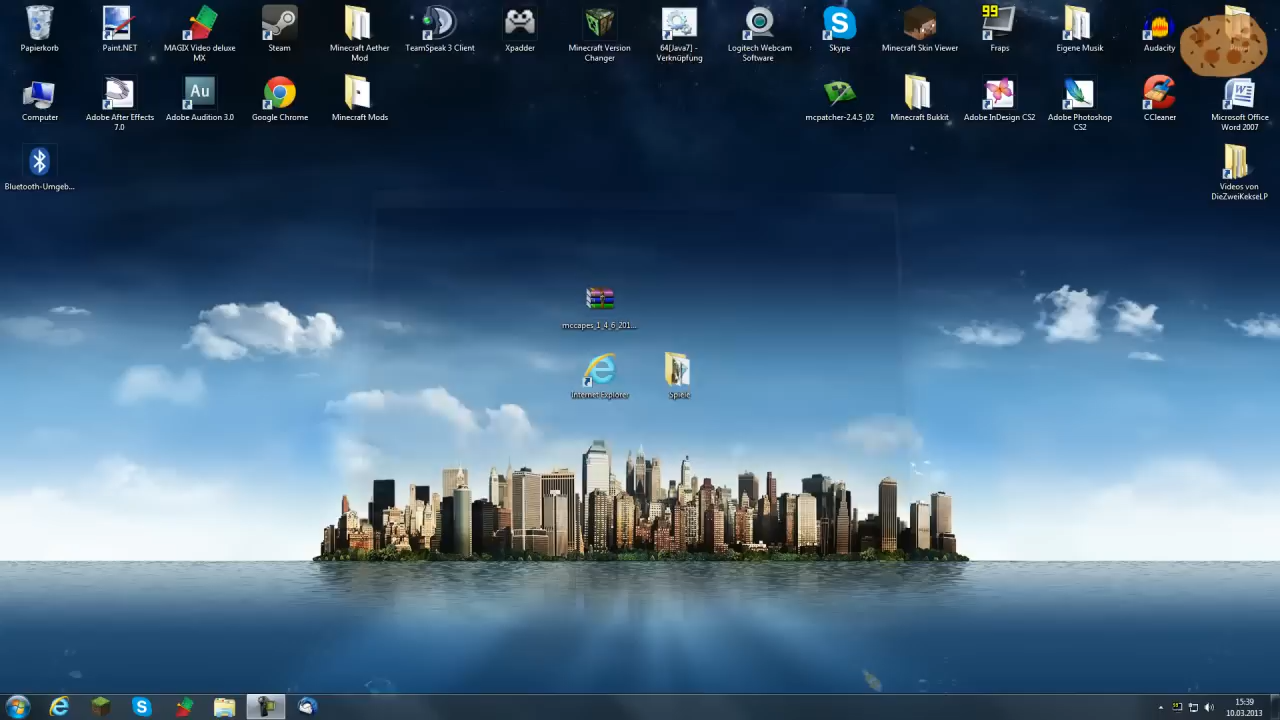 Papierkorb
Paint.NET
MAGIX Video deluxe
MX
Steam
Minecraft Aether
Mod
TeamSpeak 3 Client
Xpadder
Minecraft Version
Changer
64[Java7] -
Verknüpfung
Logitech Webcam
Software
Skype
Minecraft Skin Viewer
99
Fraps
Eigene Musik
Audacity
Computer
Adobe After Effects
7.0
Au
Adobe Audition 3.0
Google Chrome
Minecraft Mods
mcpatcher-2.4.5_02
Minecraft Bukkit
Adobe InDesign CS2
Adobe Photoshop
CS2
CCleaner
Microsoft Office
Word 2007
Bluetooth-Umgeb...
Videos von
DieZweiKekseLP
mccapes_1_4_6_201...
Internet Explorer
Spiele
15:39
10.03.2013